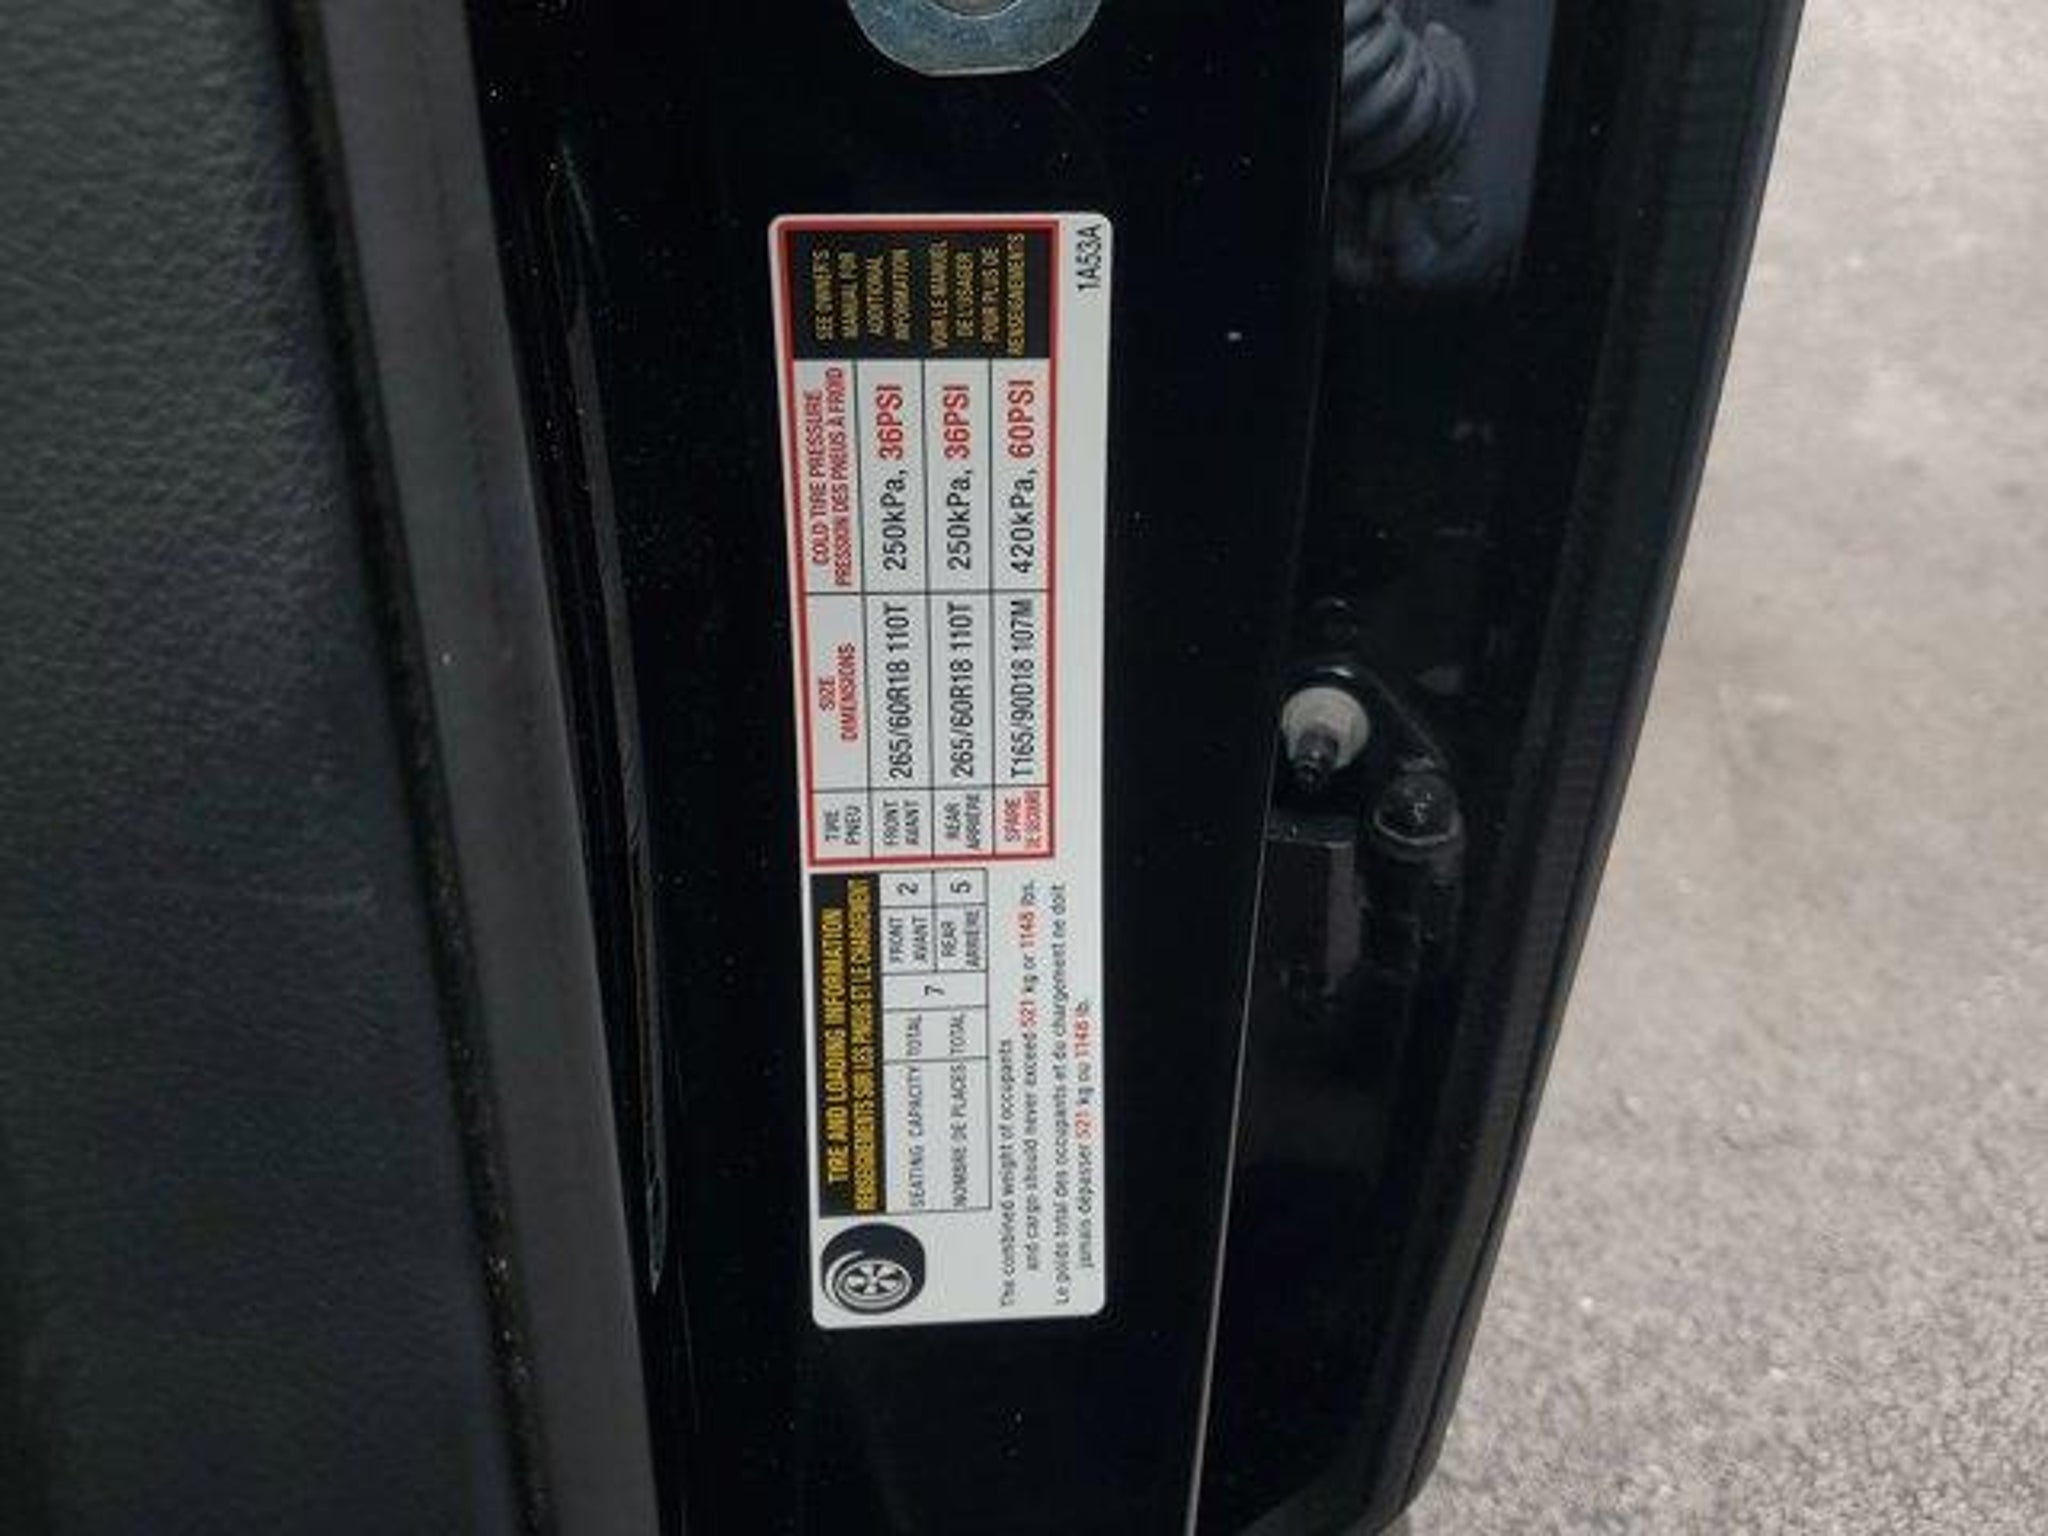 TIRE AND LOADING INFORMATION
RENSEIGNEMENTS SUR LES PNEUS ET LE CHARGEMENT
SEATING CAPACITY TOTAL 7 FRONT AVANT 2
NOMBRE DE PLACES TOTAL REAR ARRIÈRE 5
The combined weight of occupants
and cargo should never exceed 521 kg or 1148 lbs.
Le poids total des occupants et du chargement ne doit
jamais dépasser 521 kg ou 1148 lb.
TIRE SIZE COLD TIRE PRESSURE
PNEU DIMENSIONS PRESSION DES PNEUS À FROID
FRONT AVANT 265/60R18 110T 250kPa, 36PSI
REAR ARRIÈRE 265/60R18 110T 250kPa, 36PSI
SPARE DE SECOURS T165/90D18 107M 420kPa, 60PSI
SEE OWNER'S
MANUAL FOR
ADDITIONAL
INFORMATION
VOIR LE MANUEL
DE L'USAGER
POUR PLUS DE
RENSEIGNEMENTS
1A53A